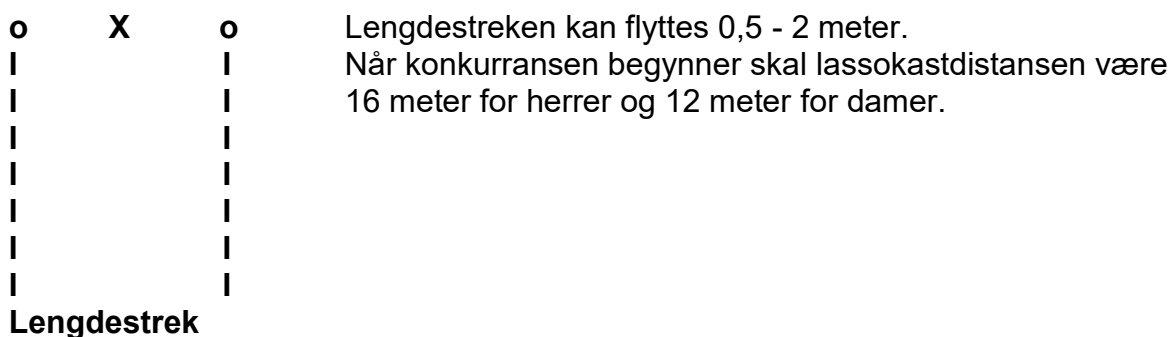 o X o Lengdestreken kan flyttes 0,5 - 2 meter.
I I Når konkurransen begynner skal lassokastdistansen være
I I 16 meter for herrer og 12 meter for damer.
I I
I I
I I
I I
I I
Lengdestrek